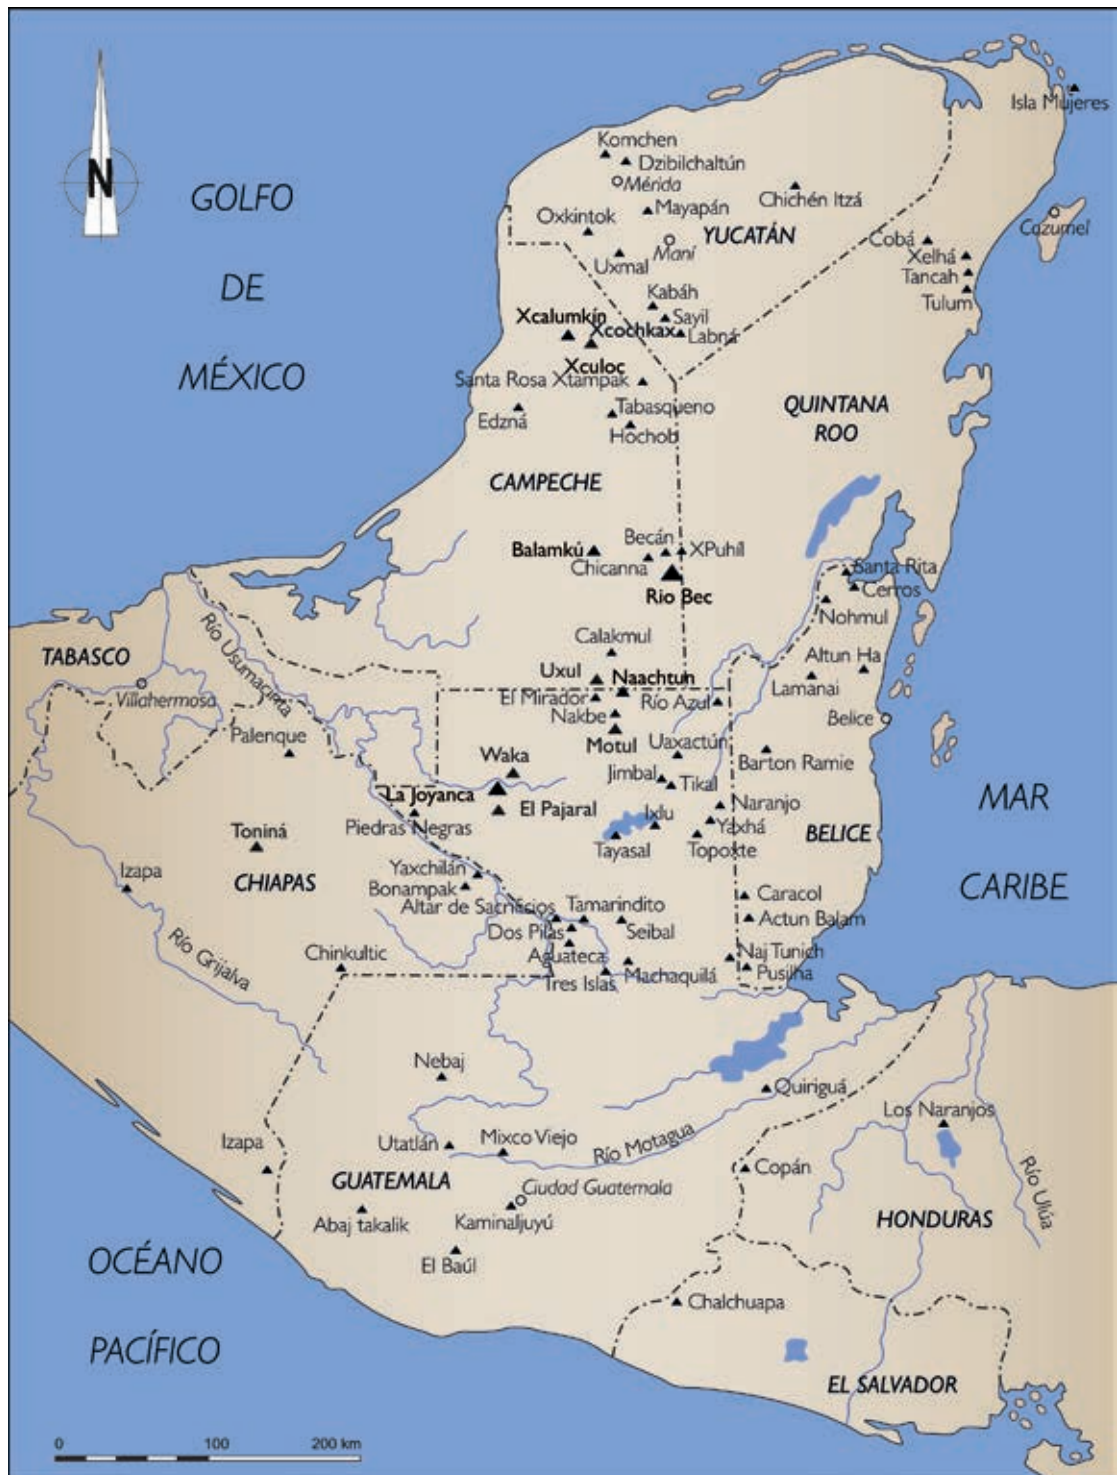 Isla Mujeres
Komchen
Dzibilchaltún
Mérida
Chichén Itzá
N
GOLFO
DE
MÉXICO
Mayapán
Oxkintok
YUCATÁN
Maní
Uxmal
Cozumel
Cobá
Xelhá
Tancah
Tulum
Kabáh
Sayil
Labná
Xcalumkín
Xcochkax
Xculoc
Santa Rosa Xtampak
Edzná
Tabasqueno
Hochob
QUINTANA
ROO
CAMPECHE
Balamkú
Becán
XPuhíl
Chicanna
Rio Bec
Santa Rita
Cerros
Nohmul
TABASCO
Río Usumacinta
Villahermosa
Palenque
Calakmul
Uxul
Naachtun
El Mirador
Río Azul
Nakbe
Motul
Altun Ha
Lamanai
Belice
Waka
Uaxactún
Barton Ramie
Jimbal
Tikal
La Joyanca
El Pajaral
Piedras Negras
Ixlu
Naranjo
Yaxhá
Topoxte
Tayasal
BELICE
MAR
CARIBE
Toniná
Izapa
CHIAPAS
Yaxchilán
Bonampak
Altar de Sacrificios
Tamarindito
Dos Pilas
Seibal
Aguateca
Tres Islas
Machaquilá
Caracol
Actun Balam
Naj Tunich
Pusilha
Río Grijalva
Chinkultic
Nebaj
Quiriguá
Los Naranjos
Izapa
Utatlán
Mixco Viejo
Río Motagua
Copán
Río Ulúa
GUATEMALA
Ciudad Guatemala
Abaj takalik
Kaminaljuyú
HONDURAS
El Baúl
OCÉANO
PACÍFICO
Chalchuapa
EL SALVADOR
0 100 200 km